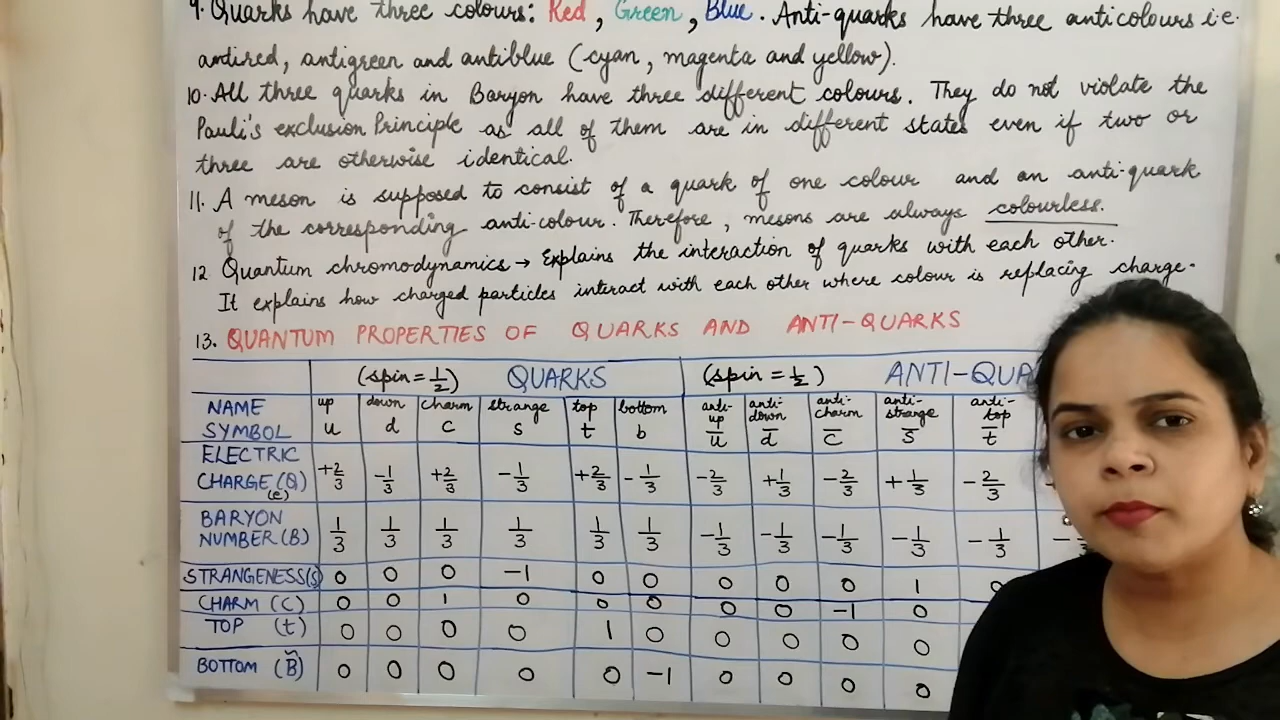 9. Quarks have three colours: Red, Green, Blue. Anti-quarks have three anticolours i.e.
antired, antigreen and antiblue (cyan, magenta and yellow).
10. All three quarks in Baryon have three different colours. They do not violate the
Pauli's exclusion Principle as all of them are in different states even if two or
three are otherwise identical.
11. A meson is supposed to consist of a quark of one colour and an anti-quark
of the corresponding anti-colour. Therefore, mesons are always colourless.
12 Quantum chromodynamics → Explains the interaction of quarks with each other.
It explains how charged particles interact with each other where colour is replacing charge.
13. QUANTUM PROPERTIES OF QUARKS AND ANTI-QUARKS
(spin = 1/2) QUARKS (spin = 1/2) ANTI-QUA
NAME up down charm strange top bottom anti-up anti-down anti-charm anti-strange anti-top
SYMBOL u d c s t b u̅ d̅ c̅ s̅ t̅
ELECTRIC CHARGE (Q) (e) +2/3 -1/3 +2/3 -1/3 +2/3 -1/3 -2/3 +1/3 -2/3 +1/3 -2/3
BARYON NUMBER (B) 1/3 1/3 1/3 1/3 1/3 1/3 -1/3 -1/3 -1/3 -1/3 -1/3
STRANGENESS(S) 0 0 0 -1 0 0 0 0 0 1 0
CHARM (C) 0 0 1 0 0 0 0 0 -1 0
TOP (t) 0 0 0 0 1 0 0 0 0 0
BOTTOM (B̃) 0 0 0 0 0 -1 0 0 0 0